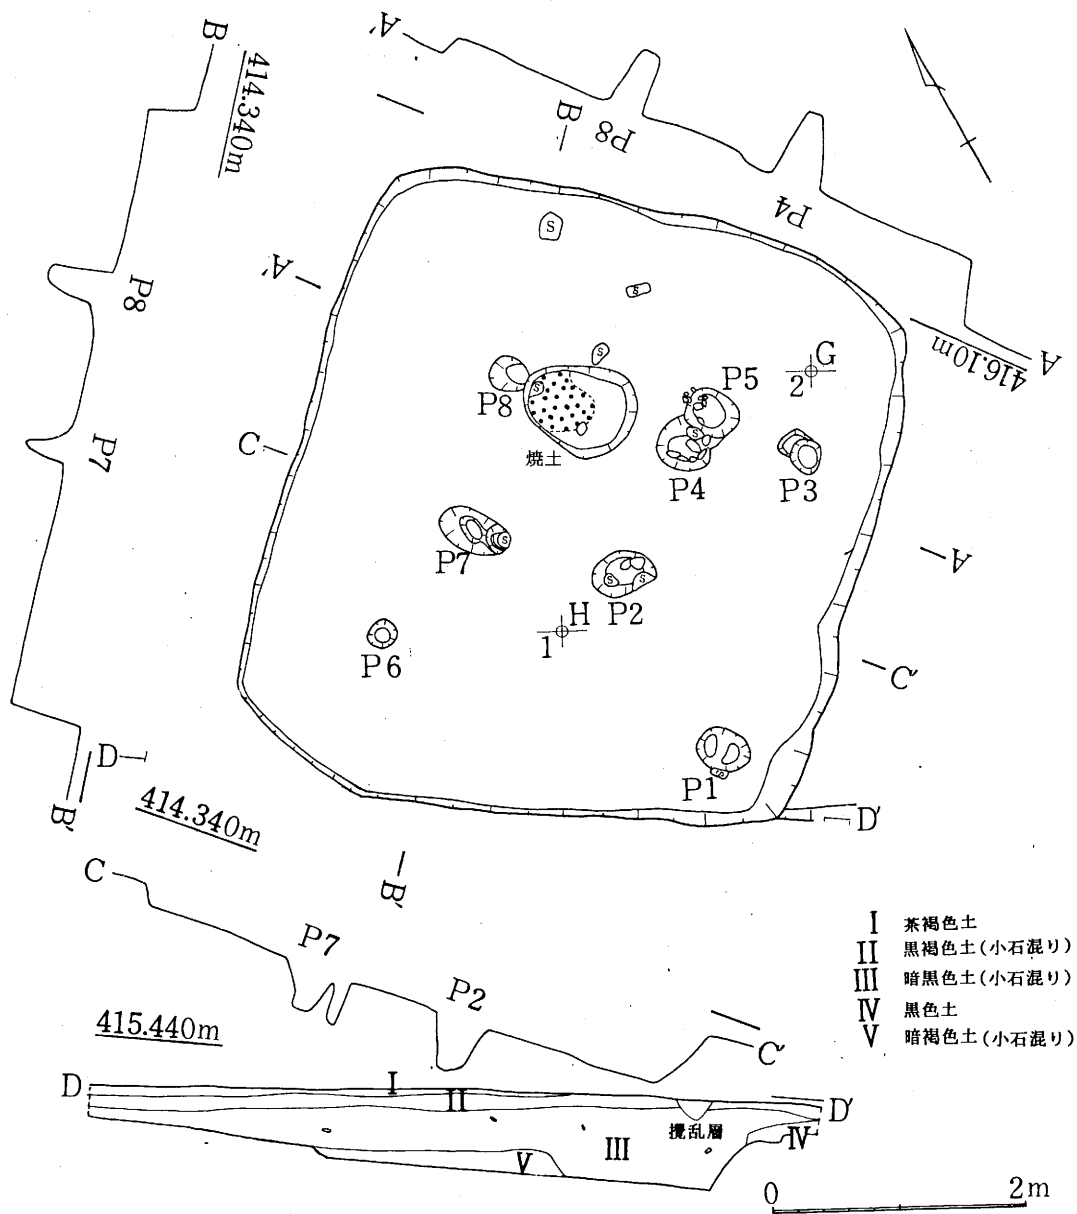 B
414.340m
A′
B
P8
P4
A
416.10m
P8
P7
D
B′
S
A′
S
G
2
S
P5
P8
S
焼土
S
P4
P3
C
S
P7
S
S
P2
H
1
A
P6
C′
P1
S
D′
414.340m
B′
C
P7
P2
C′
I 茶褐色土
II 黒褐色土(小石混り)
III 暗黒色土(小石混り)
IV 黒色土
V 暗褐色土(小石混り)
415.440m
D
I
II
D′
攪乱層
III
IV
V
0
2m